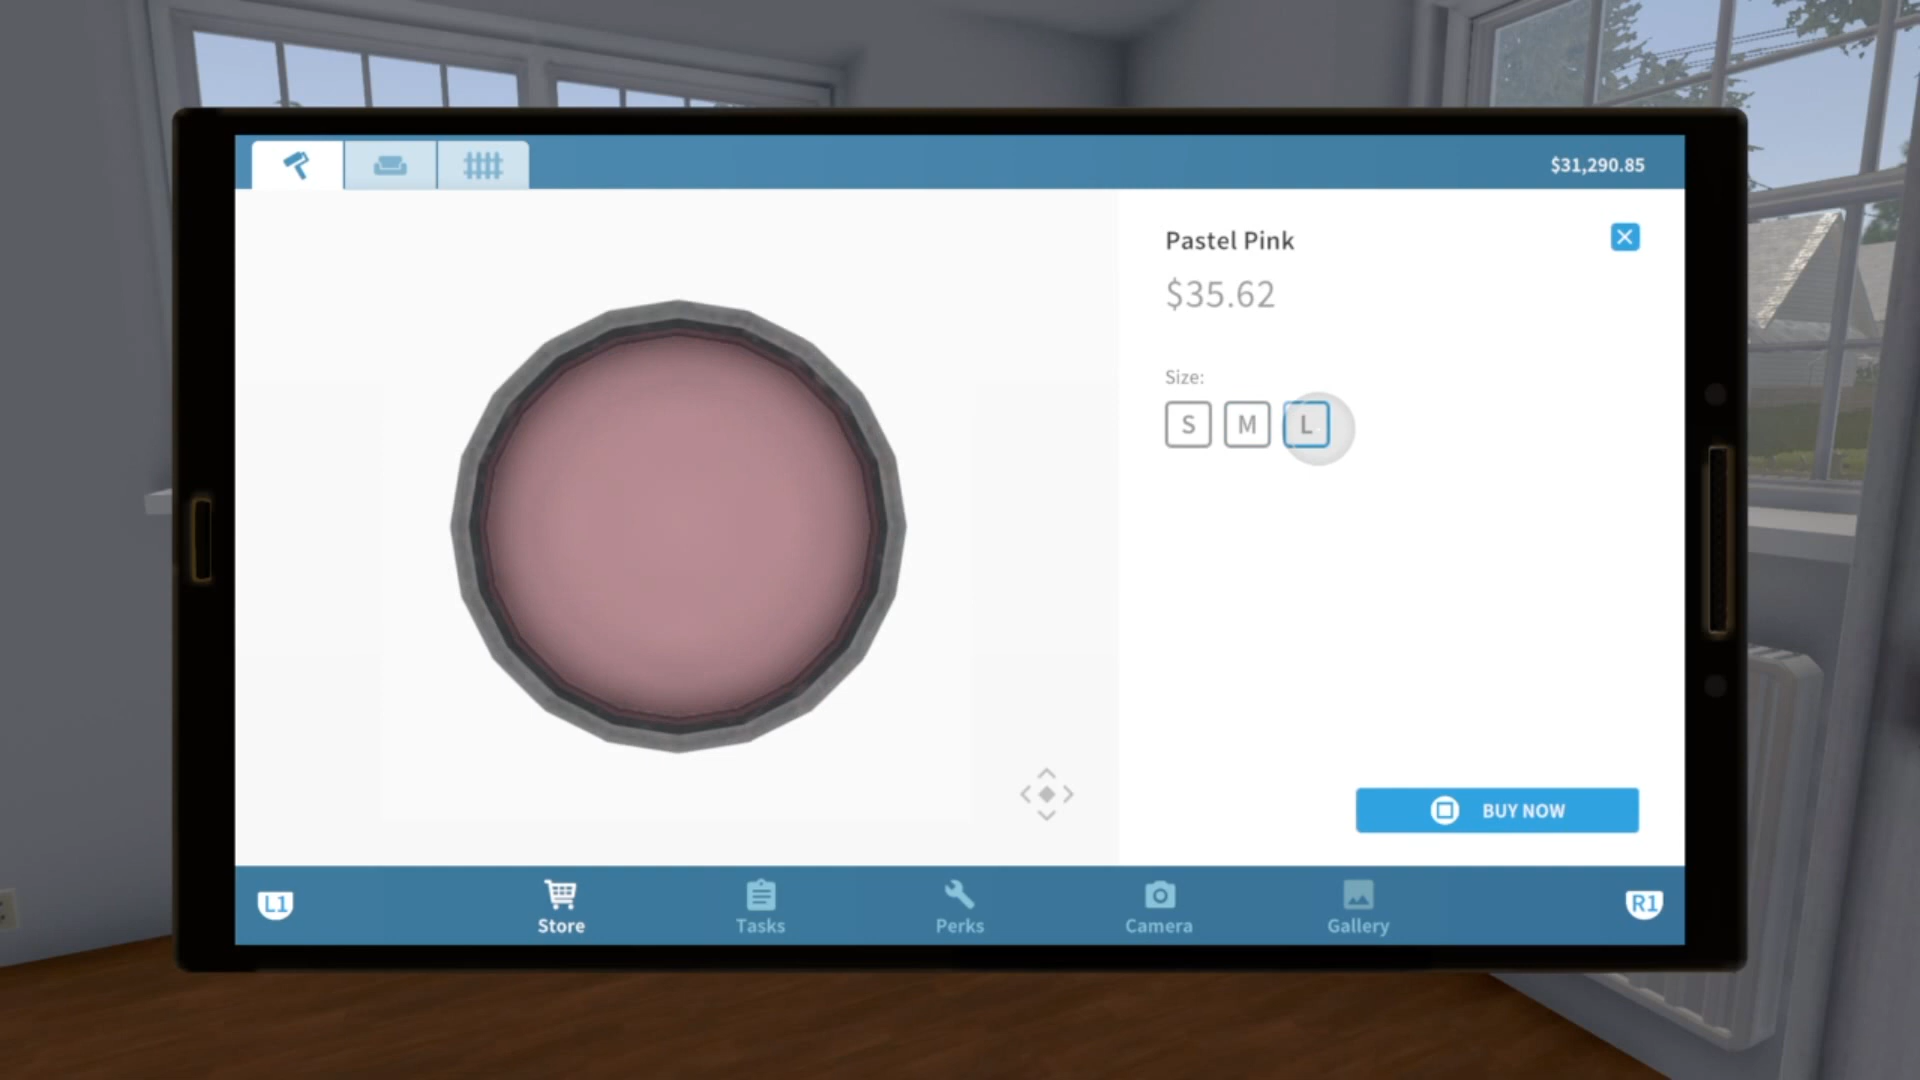 $31,290.85
Pastel Pink
$35.62
Size:
S M L
BUY NOW
L1 Store Tasks Perks Camera Gallery R1